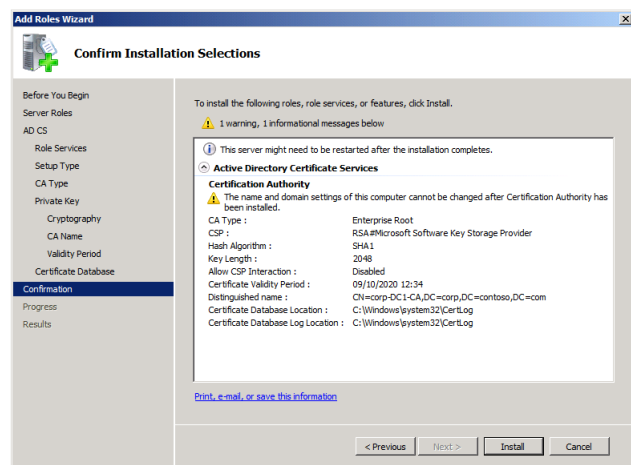 Add Roles Wizard
Confirm Installation Selections
Before You Begin
Server Roles
AD CS
Role Services
Setup Type
CA Type
Private Key
Cryptography
CA Name
Validity Period
Certificate Database
Confirmation
Progress
Results
To install the following roles, role services, or features, click Install.
1 warning, 1 informational messages below
This server might need to be restarted after the installation completes.
Active Directory Certificate Services
Certification Authority
The name and domain settings of this computer cannot be changed after Certification Authority has
been installed.
CA Type : Enterprise Root
CSP : RSA#Microsoft Software Key Storage Provider
Hash Algorithm : SHA1
Key Length : 2048
Allow CSP Interaction : Disabled
Certificate Validity Period : 09/10/2020 12:34
Distinguished name : CN=corp-DC1-CA,DC=corp,DC=contoso,DC=com
Certificate Database Location : C:\Windows\system32\CertLog
Certificate Database Log Location : C:\Windows\system32\CertLog
Print, e-mail, or save this information
< Previous Next > Install Cancel